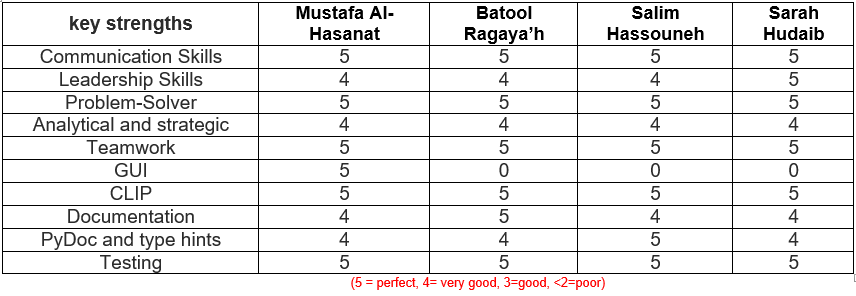 key strengths Mustafa Al-Hasanat Batool Ragaya’h Salim Hassouneh Sarah Hudaib
Communication Skills 5 5 5 5
Leadership Skills 4 4 4 5
Problem-Solver 5 5 5 5
Analytical and strategic 4 4 4 4
Teamwork 5 5 5 5
GUI 5 0 0 0
CLIP 5 5 5 5
Documentation 4 5 4 4
PyDoc and type hints 4 4 5 4
Testing 5 5 5 5
(5 = perfect, 4= very good, 3=good, <2=poor)